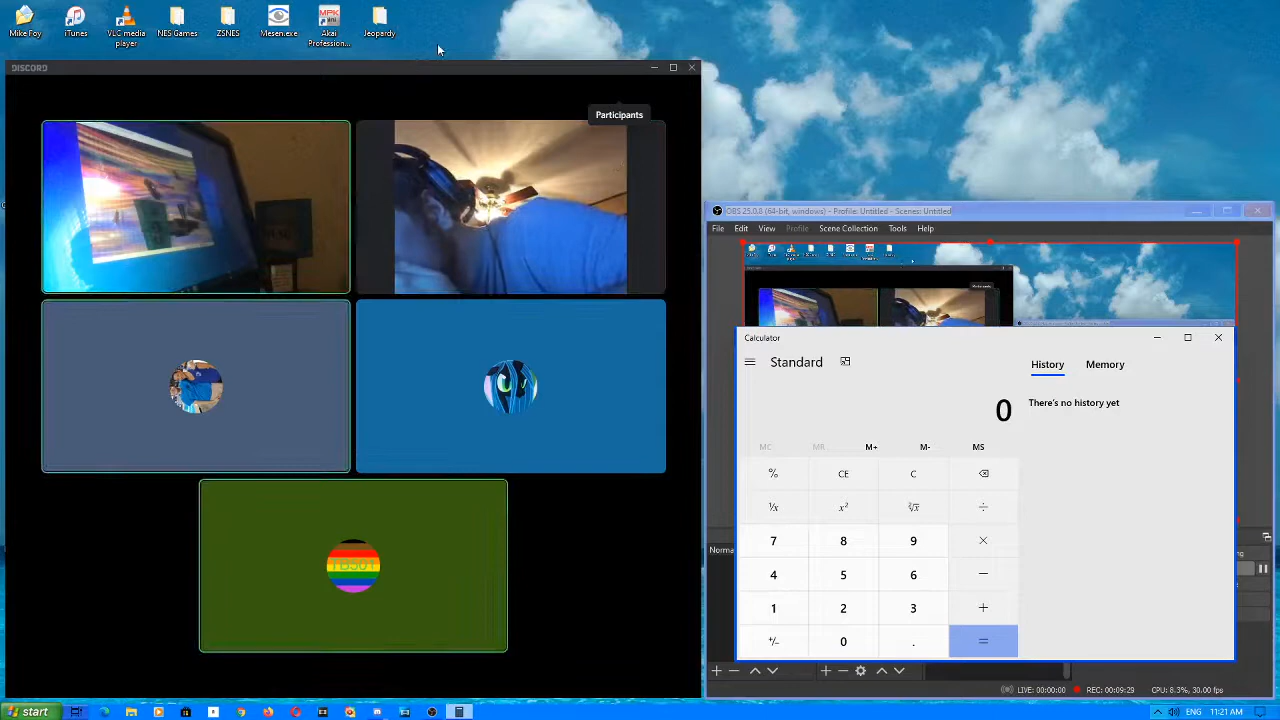 Mike Foy
iTunes
VLC media player
NES Games
ZSNES
Mesen.exe
Akai Profession...
Jeopardy
DISCORD
Participants
OBS 25.0.8 (64-bit, windows) - Profile: Untitled - Scenes: Untitled
File Edit View Profile Scene Collection Tools Help
Calculator
Standard
History Memory
0
There's no history yet
MC MR M+ M- MS
% CE C
¹/x x² ²√x ÷
7 8 9 ×
4 5 6 −
1 2 3 +
+/− 0 . =
Norma
LIVE: 00:00:00 REC: 00:09:29 CPU: 8.3%, 30.00 fps
start
ENG 11:21 AM